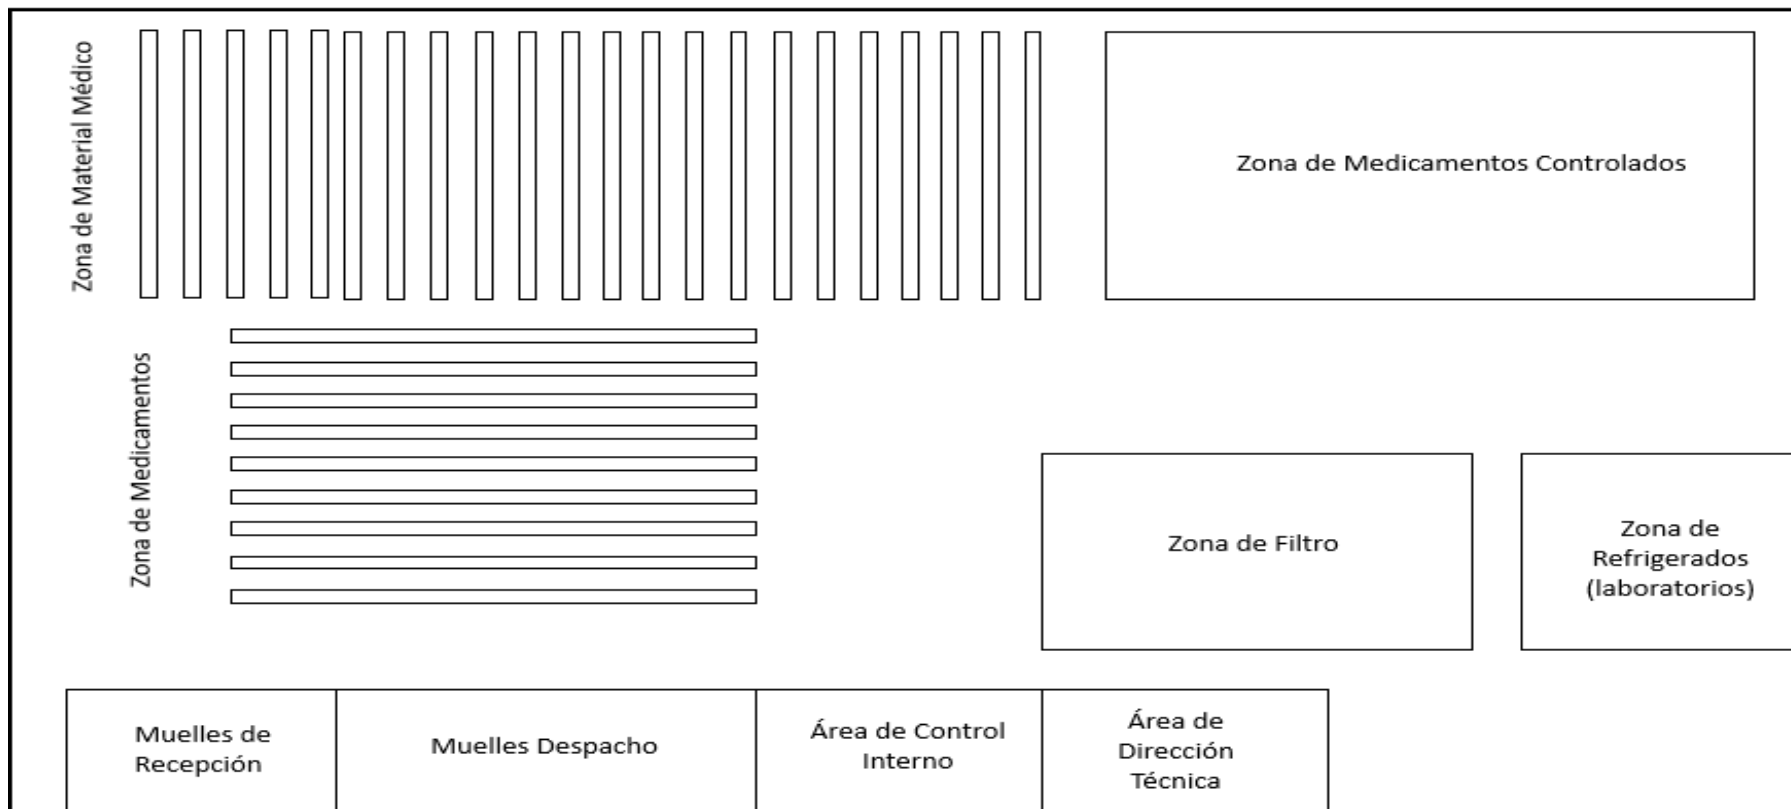 Zona de Material Médico
Zona de Medicamentos Controlados
Zona de Medicamentos
Zona de Filtro
Zona de
Refrigerados
(laboratorios)
Muelles de
Recepción
Muelles Despacho
Área de Control
Interno
Área de
Dirección
Técnica